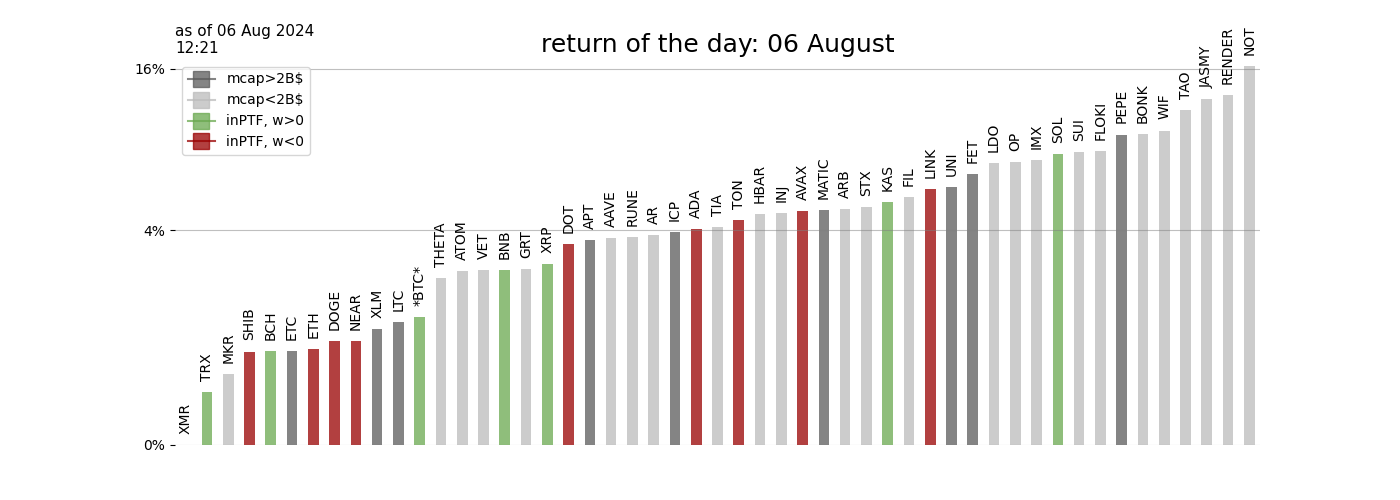 as of 06 Aug 2024
12:21
return of the day: 06 August
16%
4%
0%
mcap>2B$
mcap<2B$
inPTF, w>0
inPTF, w<0
XMR
TRX
MKR
SHIB
BCH
ETC
ETH
DOGE
NEAR
XLM
LTC
*BTC*
THETA
ATOM
VET
BNB
GRT
XRP
DOT
APT
AAVE
RUNE
AR
ICP
ADA
TIA
TON
HBAR
INJ
AVAX
MATIC
ARB
STX
KAS
FIL
LINK
UNI
FET
LDO
OP
IMX
SOL
SUI
FLOKI
PEPE
BONK
WIF
TAO
JASMY
RENDER
NOT